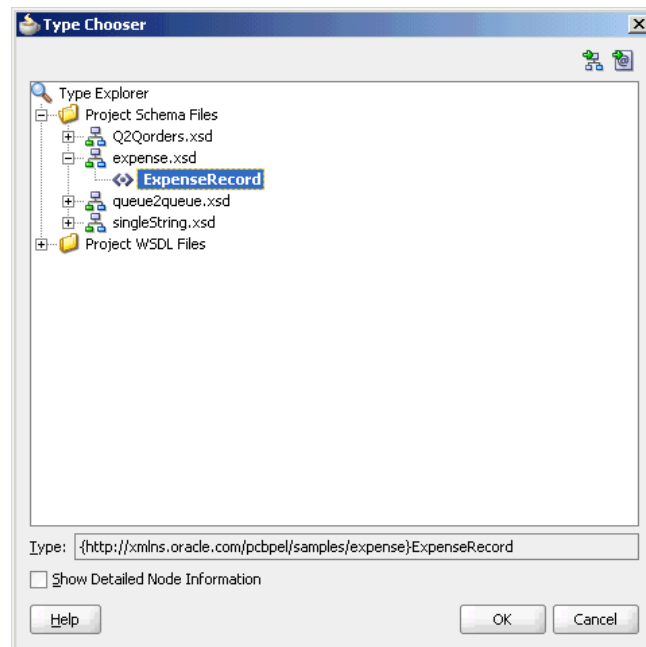 Type Chooser
Type Explorer
Project Schema Files
Q2Qorders.xsd
expense.xsd
ExpenseRecord
queue2queue.xsd
singleString.xsd
Project WSDL Files
Type: {http://xmlns.oracle.com/pcbpel/samples/expense}ExpenseRecord
Show Detailed Node Information
Help OK Cancel